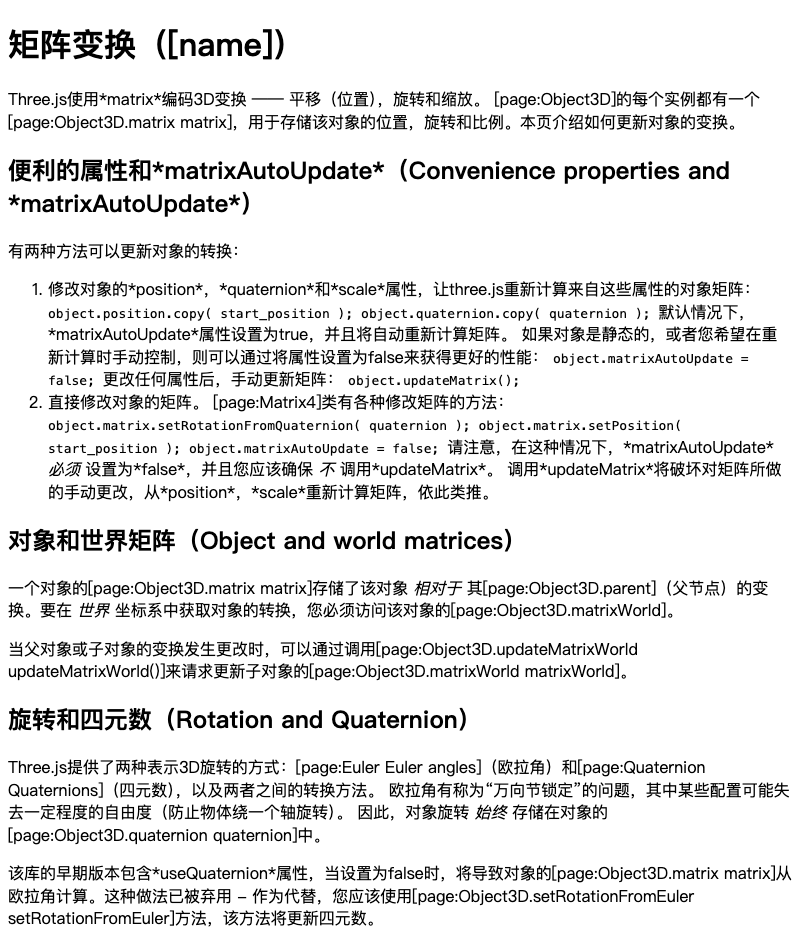 矩阵变换（[name]）
Three.js使用*matrix*编码3D变换 —— 平移（位置），旋转和缩放。 [page:Object3D]的每个实例都有一个
[page:Object3D.matrix matrix]，用于存储该对象的位置，旋转和比例。本页介绍如何更新对象的变换。
便利的属性和*matrixAutoUpdate*（Convenience properties and
*matrixAutoUpdate*）
有两种方法可以更新对象的转换：
1. 修改对象的*position*，*quaternion*和*scale*属性，让three.js重新计算来自这些属性的对象矩阵：
object.position.copy( start_position ); object.quaternion.copy( quaternion ); 默认情况下，
*matrixAutoUpdate*属性设置为true，并且将自动重新计算矩阵。 如果对象是静态的，或者您希望在重
新计算时手动控制，则可以通过将属性设置为false来获得更好的性能： object.matrixAutoUpdate =
false; 更改任何属性后，手动更新矩阵： object.updateMatrix();
2. 直接修改对象的矩阵。 [page:Matrix4]类有各种修改矩阵的方法：
object.matrix.setRotationFromQuaternion( quaternion ); object.matrix.setPosition(
start_position ); object.matrixAutoUpdate = false; 请注意，在这种情况下，*matrixAutoUpdate*
必须 设置为*false*，并且您应该确保 不 调用*updateMatrix*。 调用*updateMatrix*将破坏对矩阵所做
的手动更改，从*position*，*scale*重新计算矩阵，依此类推。
对象和世界矩阵（Object and world matrices）
一个对象的[page:Object3D.matrix matrix]存储了该对象 相对于 其[page:Object3D.parent]（父节点）的变
换。要在 世界 坐标系中获取对象的转换，您必须访问该对象的[page:Object3D.matrixWorld]。
当父对象或子对象的变换发生更改时，可以通过调用[page:Object3D.updateMatrixWorld
updateMatrixWorld()]来请求更新子对象的[page:Object3D.matrixWorld matrixWorld]。
旋转和四元数（Rotation and Quaternion）
Three.js提供了两种表示3D旋转的方式：[page:Euler Euler angles]（欧拉角）和[page:Quaternion
Quaternions]（四元数），以及两者之间的转换方法。 欧拉角有称为“万向节锁定”的问题，其中某些配置可能失
去一定程度的自由度（防止物体绕一个轴旋转）。 因此，对象旋转 始终 存储在对象的
[page:Object3D.quaternion quaternion]中。
该库的早期版本包含*useQuaternion*属性，当设置为false时，将导致对象的[page:Object3D.matrix matrix]从
欧拉角计算。这种做法已被弃用 – 作为代替，您应该使用[page:Object3D.setRotationFromEuler
setRotationFromEuler]方法，该方法将更新四元数。